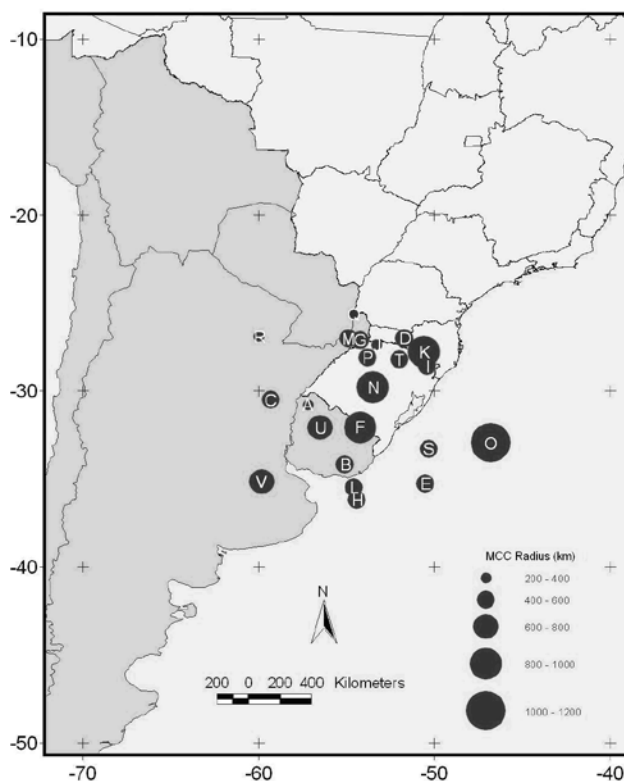 -10
-20
-30
-40
-50
-70
-60
-50
-40
R
M
G
J
D
K
P
T
I
N
C
A
U
F
S
O
B
V
L
E
H
N
200 0 200 400 Kilometers
MCC Radius (km)
200 - 400
400 - 600
600 - 800
800 - 1000
1000 - 1200